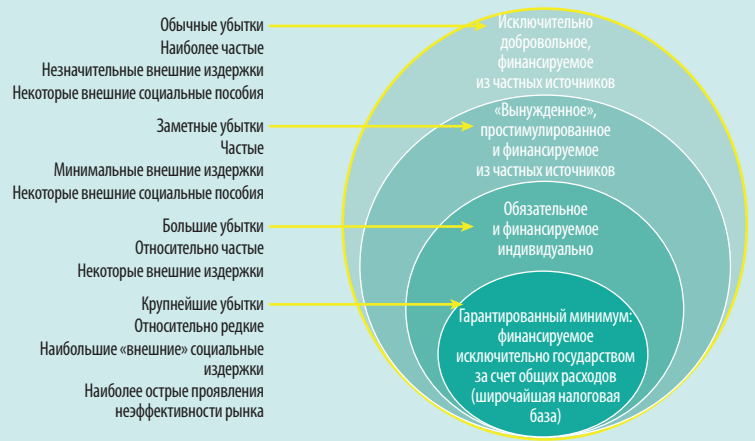 Обычные убытки
Наиболее частые
Незначительные внешние издержки
Некоторые внешние социальные пособия
Исключительно
добровольное,
финансируемое
из частных источников
Заметные убытки
Частые
Минимальные внешние издержки
Некоторые внешние социальные пособия
«Вынужденное»,
простимулированное
и финансируемое
из частных источников
Большие убытки
Относительно частые
Некоторые внешние издержки
Обязательное
и финансируемое
индивидуально
Крупнейшие убытки
Относительно редкие
Наибольшие «внешние» социальные
издержки
Наиболее острые проявления
неэффективности рынка
Гарантированный минимум:
финансируемое
исключительно государством
за счет общих расходов
(широчайшая налоговая
база)